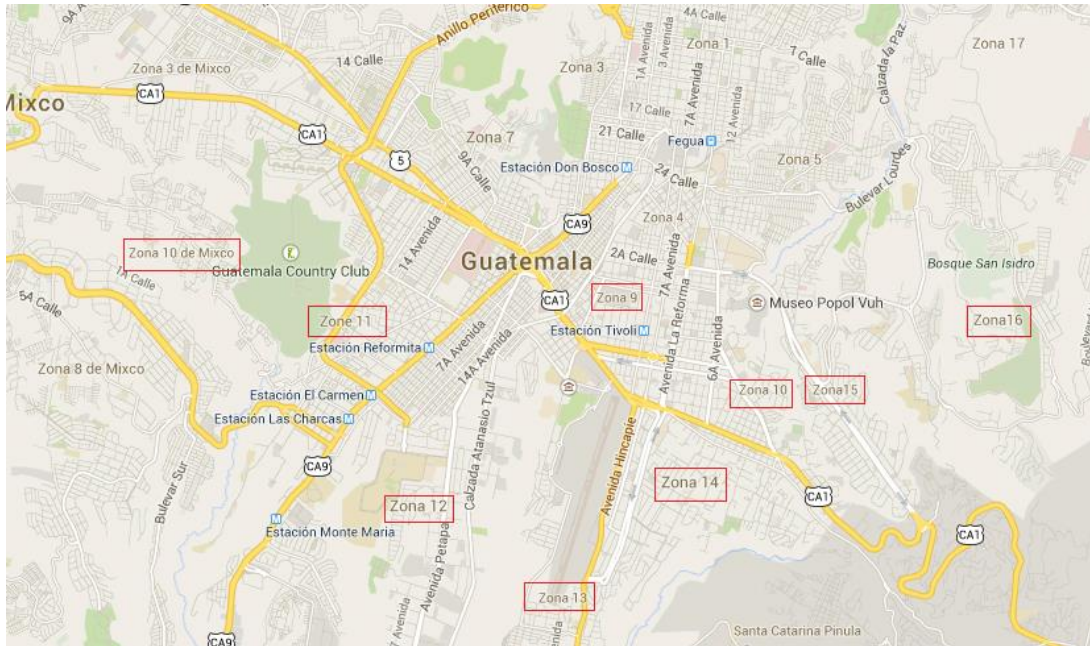 9A A
Anillo Periférico
4A Calle
Zona 1
7 Calle
Calzada la Paz
Zona 17
Zona 3 de Mixco
14 Calle
Zona 3
1A Avenida
3 Avenida
7A Avenida
12 Avenida
Mixco
CA1
CA1
17 Calle
5
Zona 7
21 Calle
Fegua
9A Calle
Estación Don Bosco M
24 Calle
Zona 5
Bulevar Lourdes
Zona 4
CA9
14 Avenida
Zona 10 de Mixco
2A Calle
Guatemala
Guatemala Country Club
1A Calle
5A Calle
Bosque San Isidro
CA1
Zona 9
7A Avenida
Museo Popol Vuh
Zone 11
Estación Tivoli M
Zona16
Avenida La Reforma
6A Avenida
Estación Reformita M
7A Avenida
14A Avenida
Zona 8 de Mixco
Estación El Carmen M
Zona 10
Zona15
Estación Las Charcas M
Calzada Atanasio Tzul
Avenida Hincapie
CA9
Bulevar Sur
Zona 14
CA1
Zona 12
M
Estación Monte Maria
CA1
Avenida Petapa
Zona 13
Santa Catarina Pinula
CA9